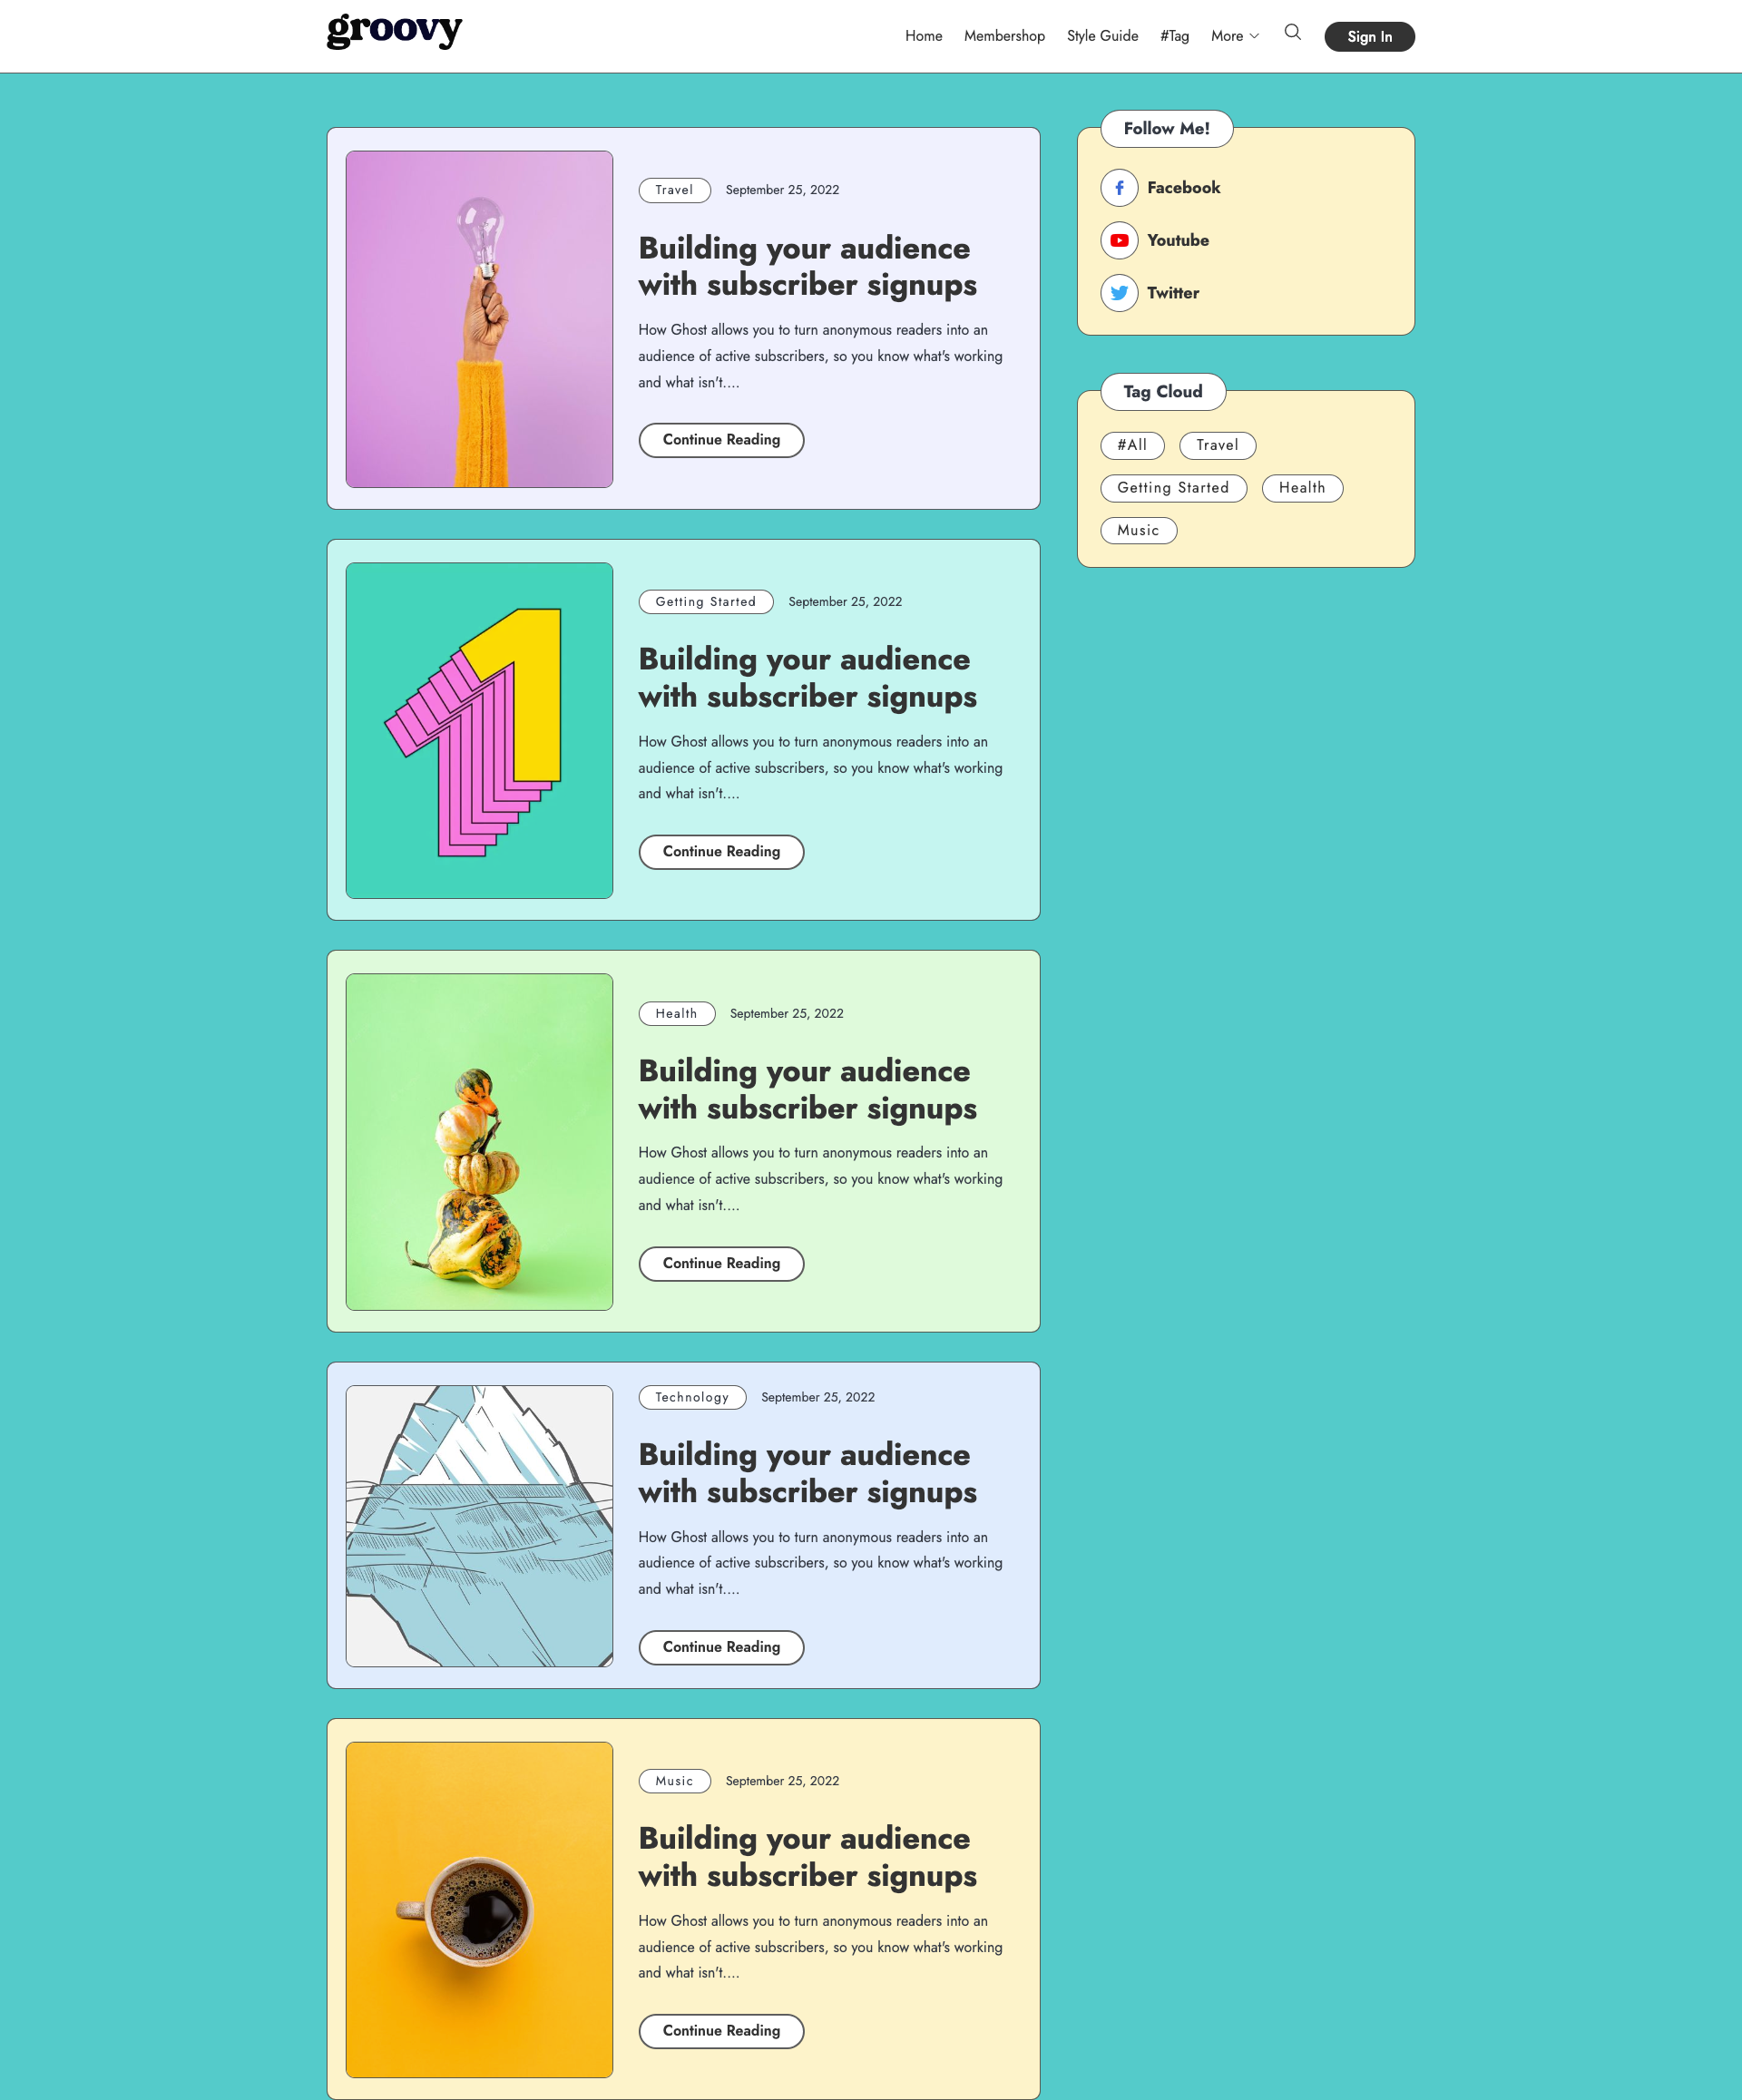 groovy
Home Membershop Style Guide #Tag More Sign In
Travel September 25, 2022
Building your audience
with subscriber signups
How Ghost allows you to turn anonymous readers into an
audience of active subscribers, so you know what's working
and what isn't....
Continue Reading
Getting Started September 25, 2022
Building your audience
with subscriber signups
How Ghost allows you to turn anonymous readers into an
audience of active subscribers, so you know what's working
and what isn't....
Continue Reading
Health September 25, 2022
Building your audience
with subscriber signups
How Ghost allows you to turn anonymous readers into an
audience of active subscribers, so you know what's working
and what isn't....
Continue Reading
Technology September 25, 2022
Building your audience
with subscriber signups
How Ghost allows you to turn anonymous readers into an
audience of active subscribers, so you know what's working
and what isn't....
Continue Reading
Music September 25, 2022
Building your audience
with subscriber signups
How Ghost allows you to turn anonymous readers into an
audience of active subscribers, so you know what's working
and what isn't....
Continue Reading
Follow Me!
Facebook
Youtube
Twitter
Tag Cloud
#All Travel
Getting Started Health
Music